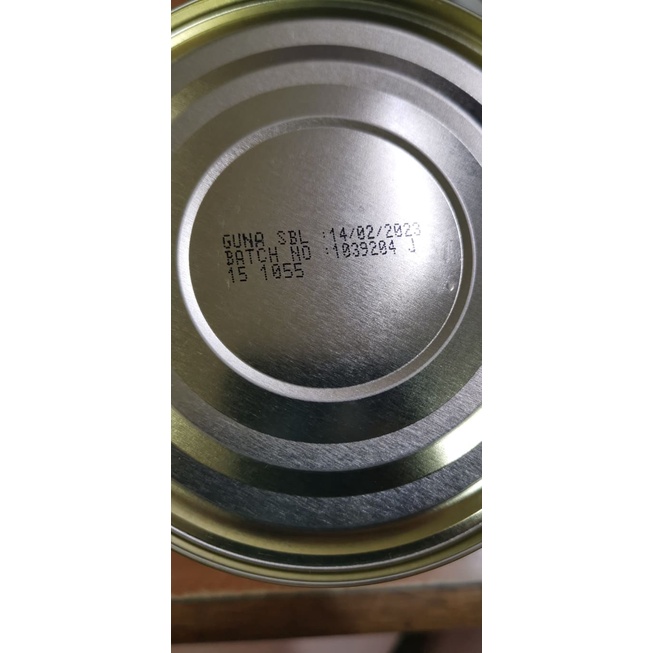 GUNA SBL :14/02/2023
BATCH NO :1039204 J
15 1055